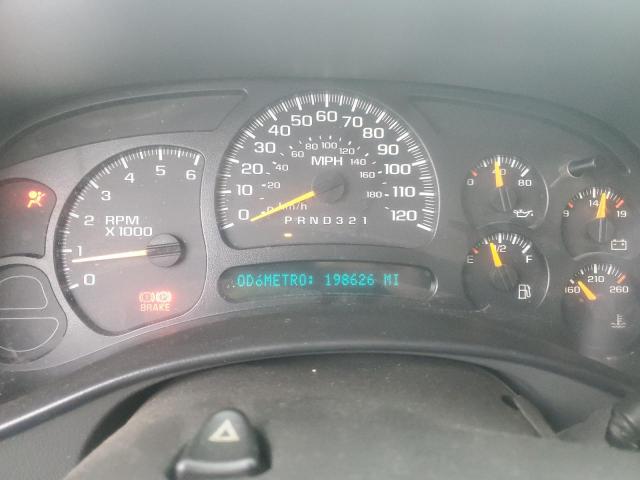 0 1 2 3 4 5 6
RPM
X 1000
BRAKE
0 10 20 30 40 50 60 70 80 90 100 110 120
20 40 60 80 100 120 140 160 180
MPH
km/h
PRND321
ODóMETRO: 198626 MI
0 40 80
9 14 19
E 1/2 F
160 210 260